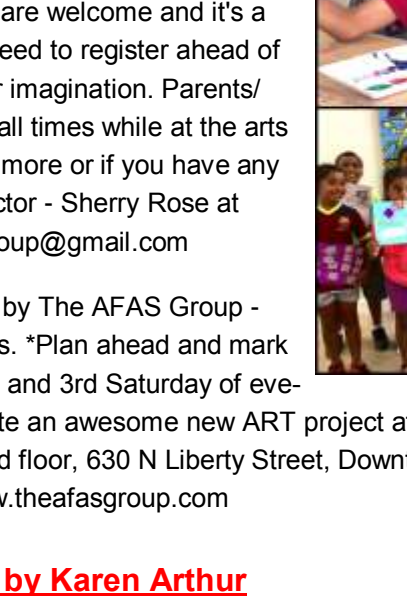 are welcome and it's a
eed to register ahead of
r imagination. Parents/
all times while at the arts
more or if you have any
ctor - Sherry Rose at
oup@gmail.com
by The AFAS Group -
s. *Plan ahead and mark
and 3rd Saturday of eve-
te an awesome new ART project a
d floor, 630 N Liberty Street, Down
w.theafasgroup.com
by Karen Arthur